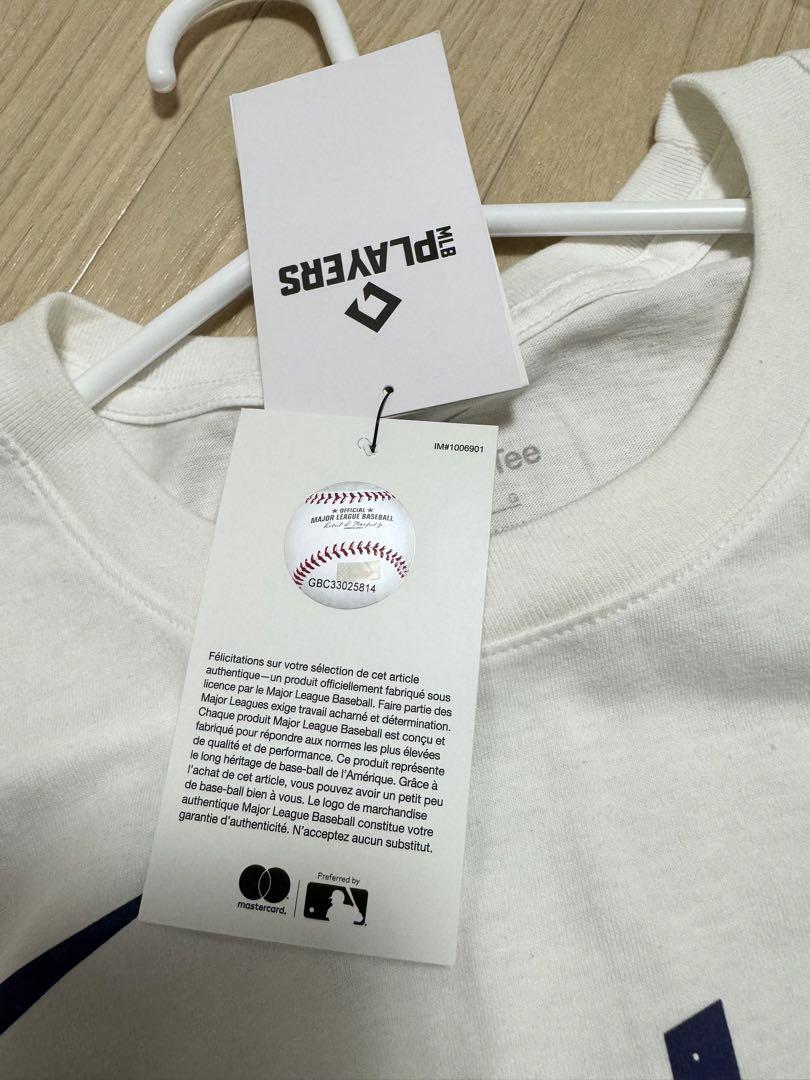 MLB
PLAYERS
IM#1006901
Tee
G
★ OFFICIAL ★
MAJOR LEAGUE BASEBALL
GBC33025814
Félicitations sur votre sélection de cet article
authentique—un produit officiellement fabriqué sous
licence par le Major League Baseball. Faire partie des
Major Leagues exige travail acharné et détermination.
Chaque produit Major League Baseball est conçu et
fabriqué pour répondre aux normes les plus élevées
de qualité et de performance. Ce produit représente
le long héritage de base-ball de l'Amérique. Grâce à
l'achat de cet article, vous pouvez avoir un petit peu
de base-ball bien à vous. Le logo de marchandise
authentique Major League Baseball constitue votre
garantie d'authenticité. N'acceptez aucun substitut.
mastercard.
Preferred by